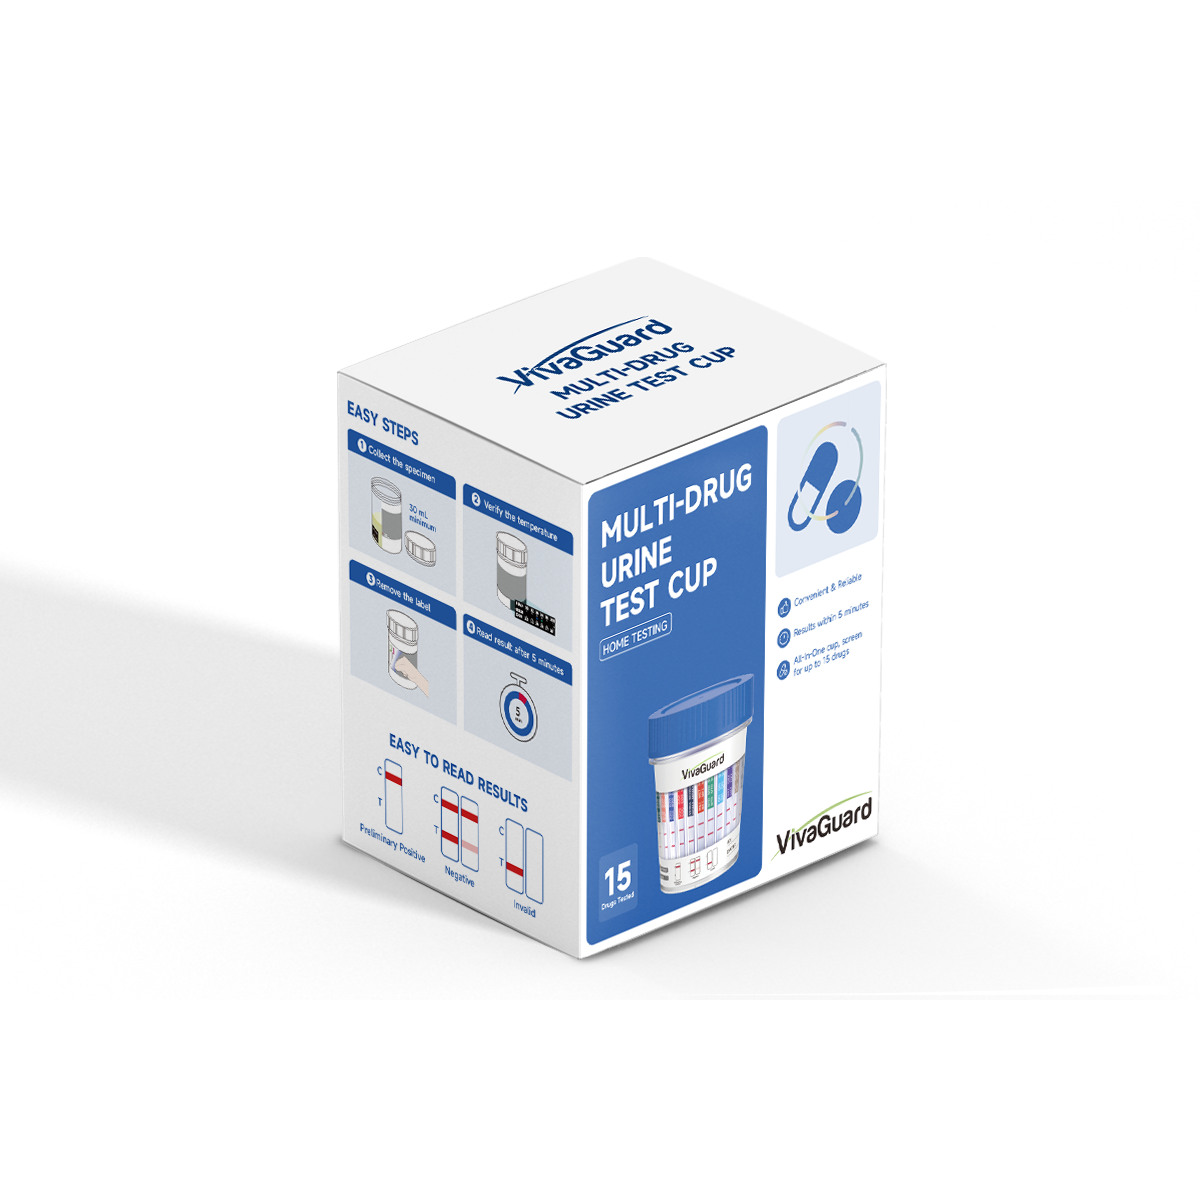 VivaGuard
MULTI-DRUG
URINE TEST CUP
EASY STEPS
1 Collect the specimen
30 mL
minimum
2 Verify the temperature
3 Remove the label
4 Read result after 5 minutes
5
min
EASY TO READ RESULTS
C
T
Preliminary Positive
C
T
Negative
C
T
Invalid
MULTI-DRUG
URINE
TEST CUP
HOME TESTING
VivaGuard
15
Drugs Tested
Convenient & Reliable
Results within 5 minutes
All-in-One cup, screen
for up to 15 drugs
VivaGuard